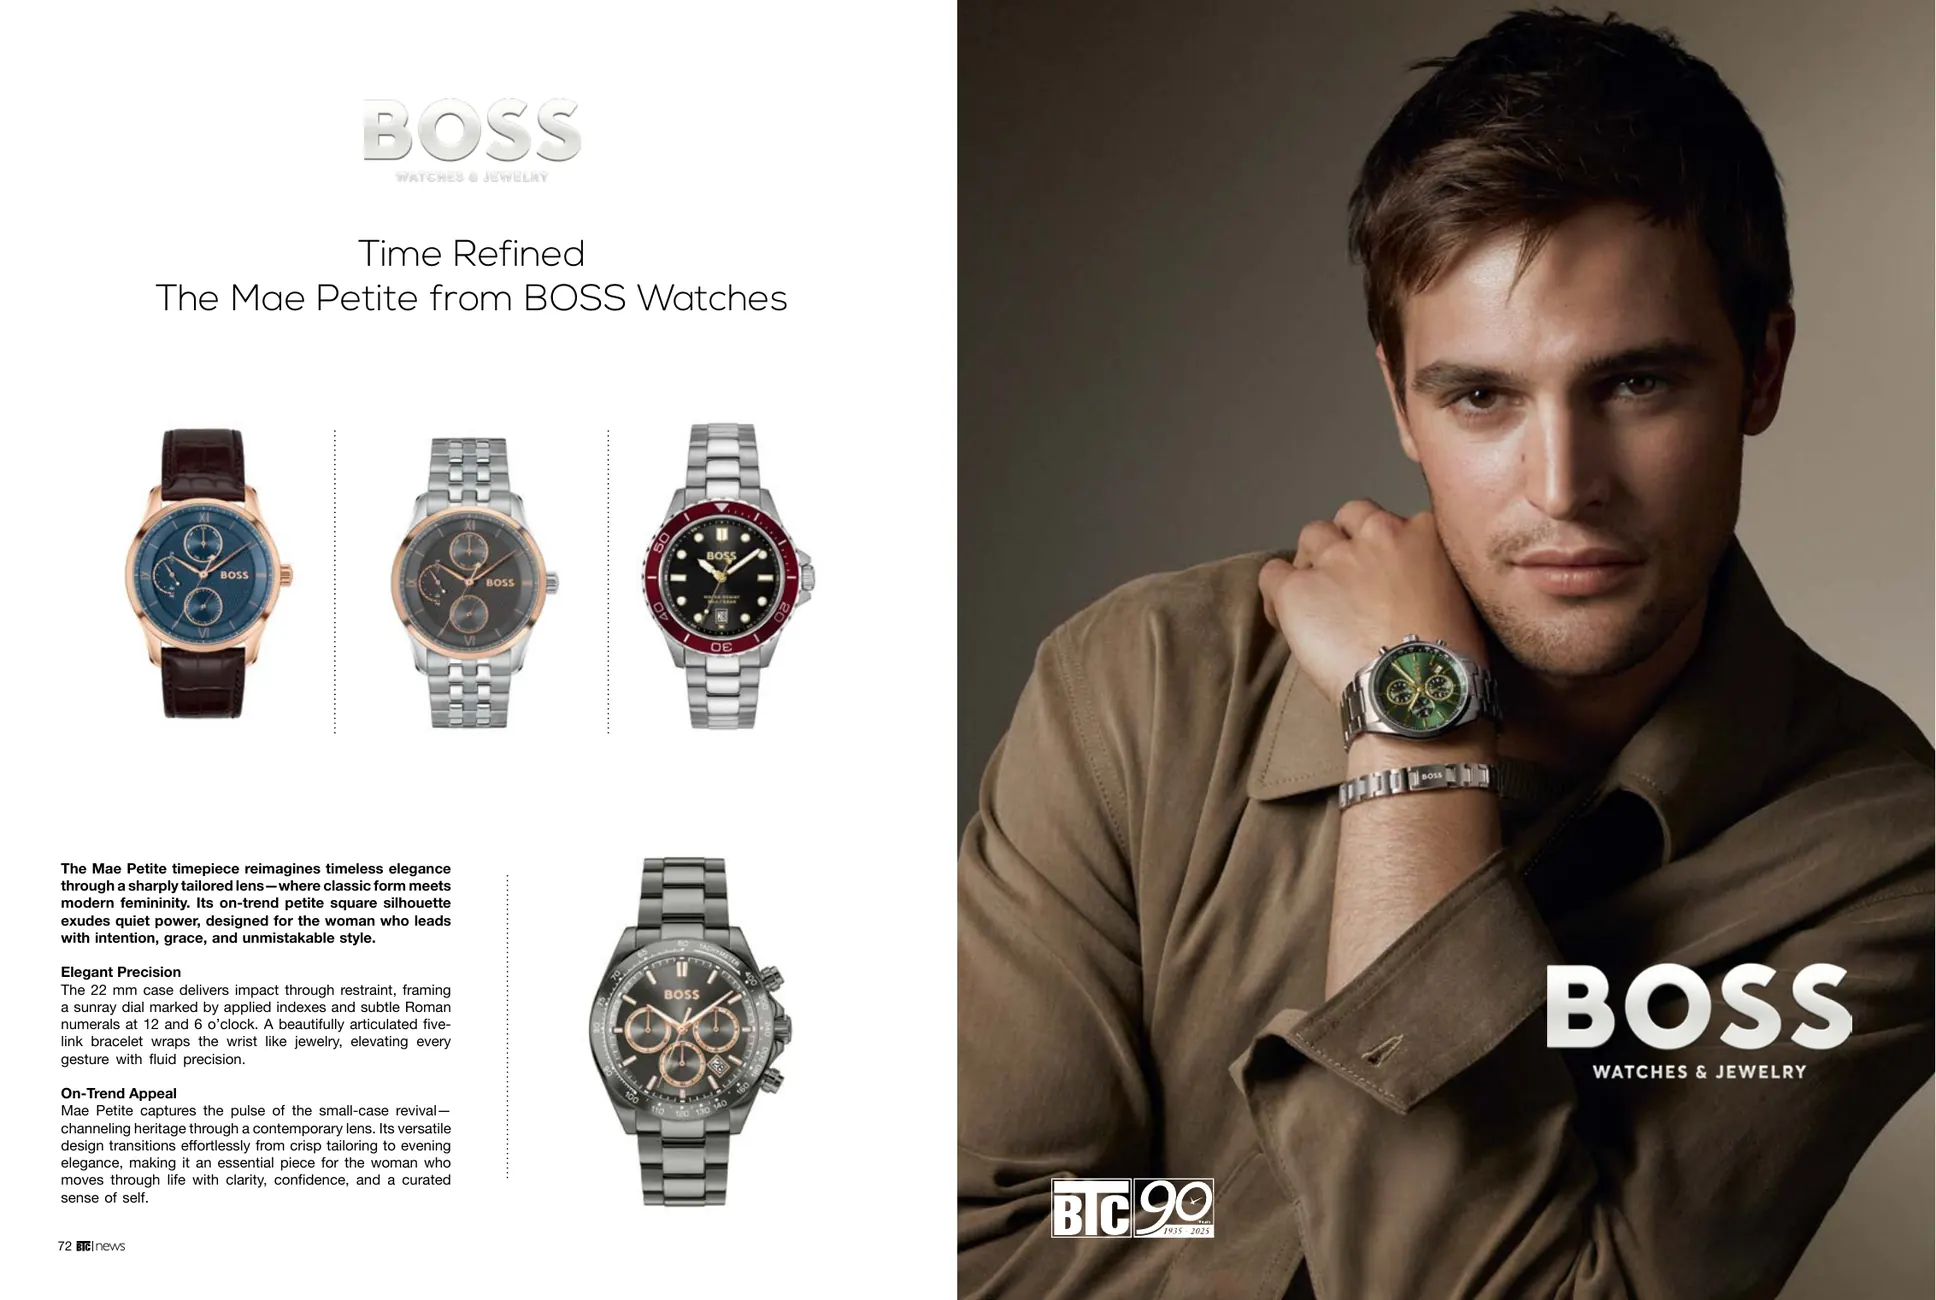 BOSS
WATCHES & JEWELRY
Time Refined
The Mae Petite from BOSS Watches
BOSS
BOSS
BOSS
BOSS
The Mae Petite timepiece reimagines timeless elegance
through a sharply tailored lens—where classic form meets
modern femininity. Its on-trend petite square silhouette
exudes quiet power, designed for the woman who leads
with intention, grace, and unmistakable style.
Elegant Precision
The 22 mm case delivers impact through restraint, framing
a sunray dial marked by applied indexes and subtle Roman
numerals at 12 and 6 o’clock. A beautifully articulated five-
link bracelet wraps the wrist like jewelry, elevating every
gesture with fluid precision.
On-Trend Appeal
Mae Petite captures the pulse of the small-case revival—
channeling heritage through a contemporary lens. Its versatile
design transitions effortlessly from crisp tailoring to evening
elegance, making it an essential piece for the woman who
moves through life with clarity, confidence, and a curated
sense of self.
72 BTC|news
BOSS
BOSS
WATCHES & JEWELRY
BTC 90
1935 - 2025